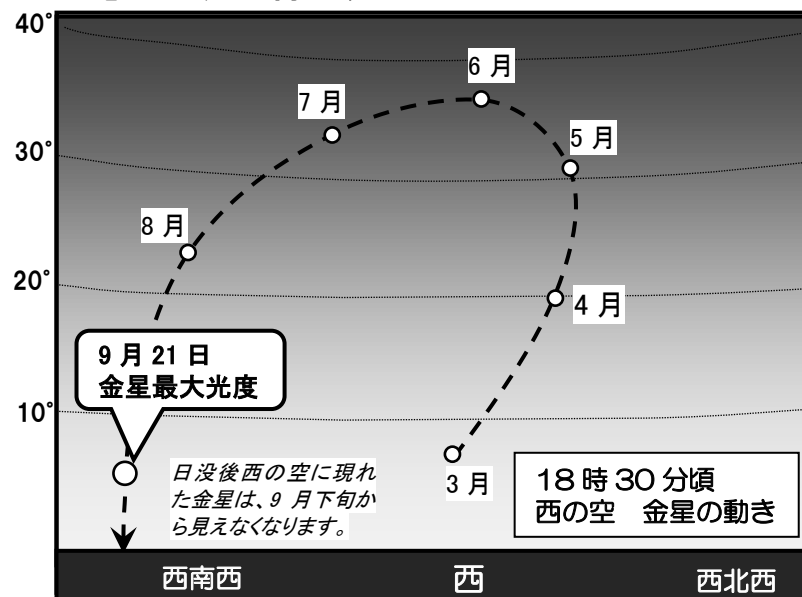 40°
6 月
7 月
30°
5 月
8 月
20°
4 月
9 月 21 日
金星最大光度
10°
日没後西の空に現れ
た金星は、9 月下旬か
ら見えなくなります。
3 月
18 時 30 分頃
西の空　金星の動き
0°
西南西
西
西北西